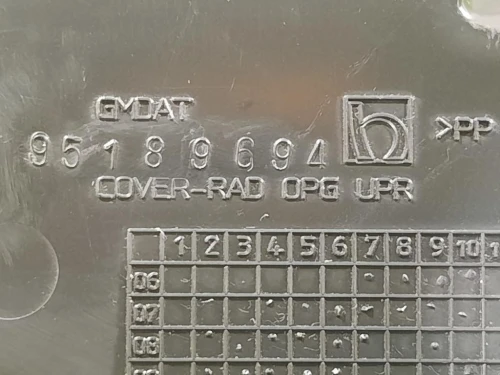 GMDAT
95189694
h
>PP
COVER-RAD OPG UPR
1 2 3 4 5 6 7 8 9 10
06
07
08